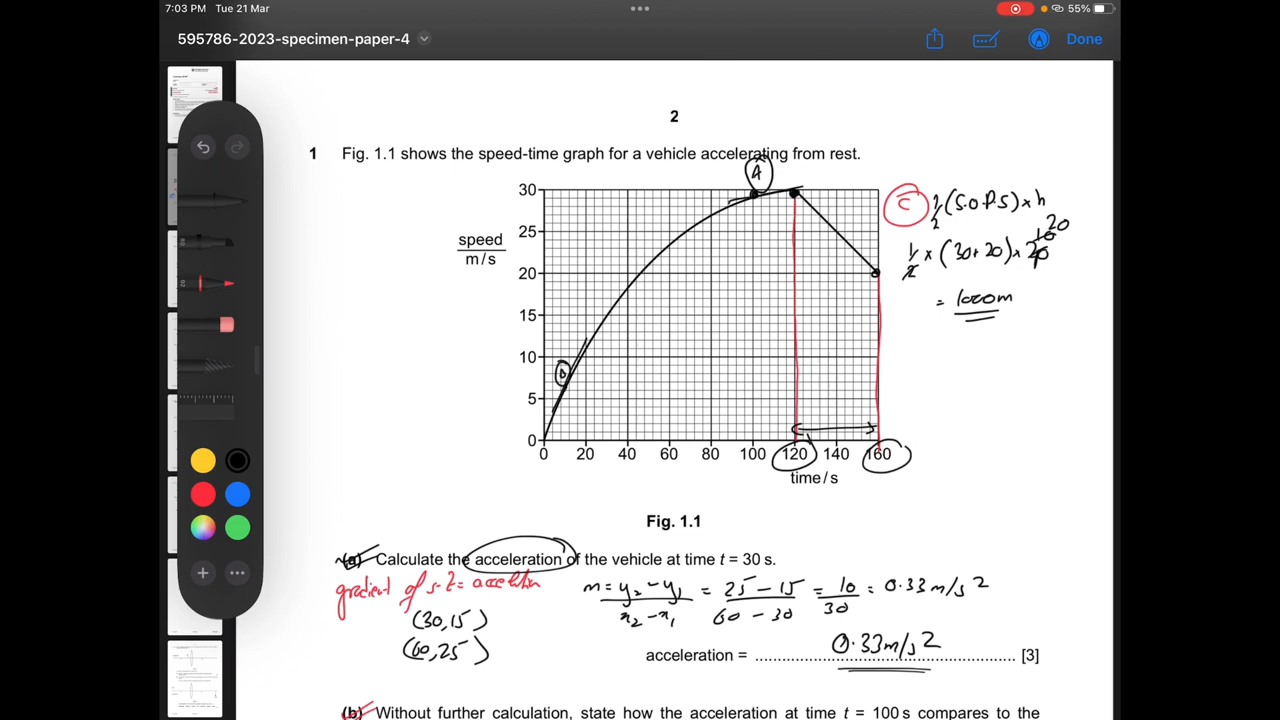 7:03 PM Tue 21 Mar
55%
595786-2023-specimen-paper-4
Done
2
1 Fig. 1.1 shows the speed-time graph for a vehicle accelerating from rest.
A
30
25
20
15
10
5
0
speed
m / s
B
0 20 40 60 80 100 120 140 160
time / s
C 1/2 (S.O.P.S) × h
20
1/2 × (30+20) × 20
= 1000m
Fig. 1.1
(a) Calculate the acceleration of the vehicle at time t = 30 s.
gradient of s-t =
(30,15)
(60,25)
m = y2 − y1 / x2 − x1 = 25 − 15 / 60 − 30 = 10 / 30 = 0.33 m/s 2
0.33 m/s 2
acceleration = ............................................................ [3]
(b) Without further calculation, state how the acceleration at time t = 100 s compares to the